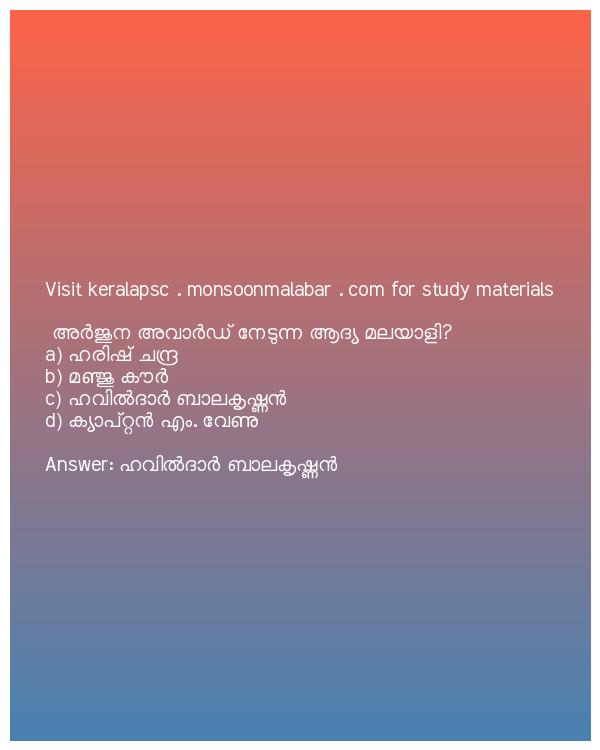 Visit keralapsc . monsoonmalabar . com for study materials
അർജുന അവാർഡ് നേടുന്ന ആദ്യ മലയാളി?
a) ഹരിഷ് ചന്ദ്ര
b) മഞ്ജു കൗർ
c) ഹവിൽദാർ ബാലകൃഷ്ണൻ
d) ക്യാപ്റ്റൻ എം. വേണു
Answer: ഹവിൽദാർ ബാലകൃഷ്ണൻ